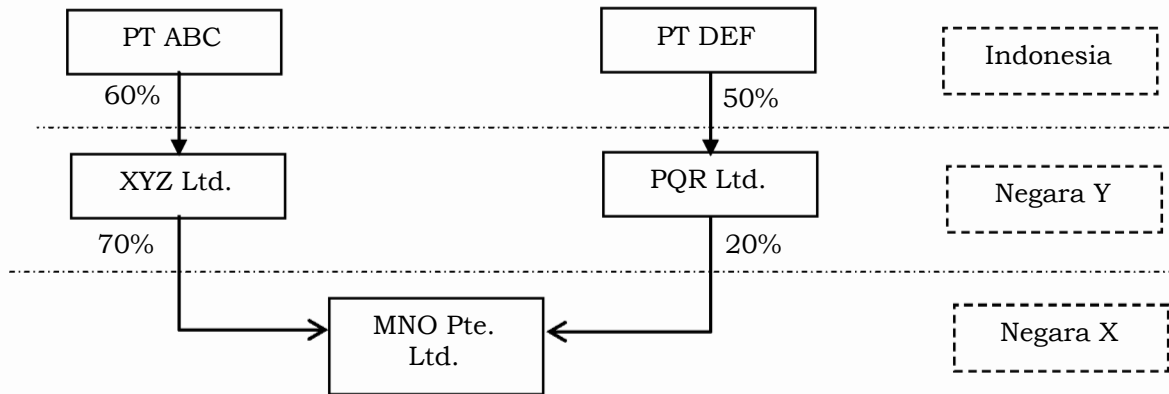 PT ABC
PT DEF
Indonesia
60%
50%
XYZ Ltd.
PQR Ltd.
Negara Y
70%
20%
MNO Pte.
Ltd.
Negara X